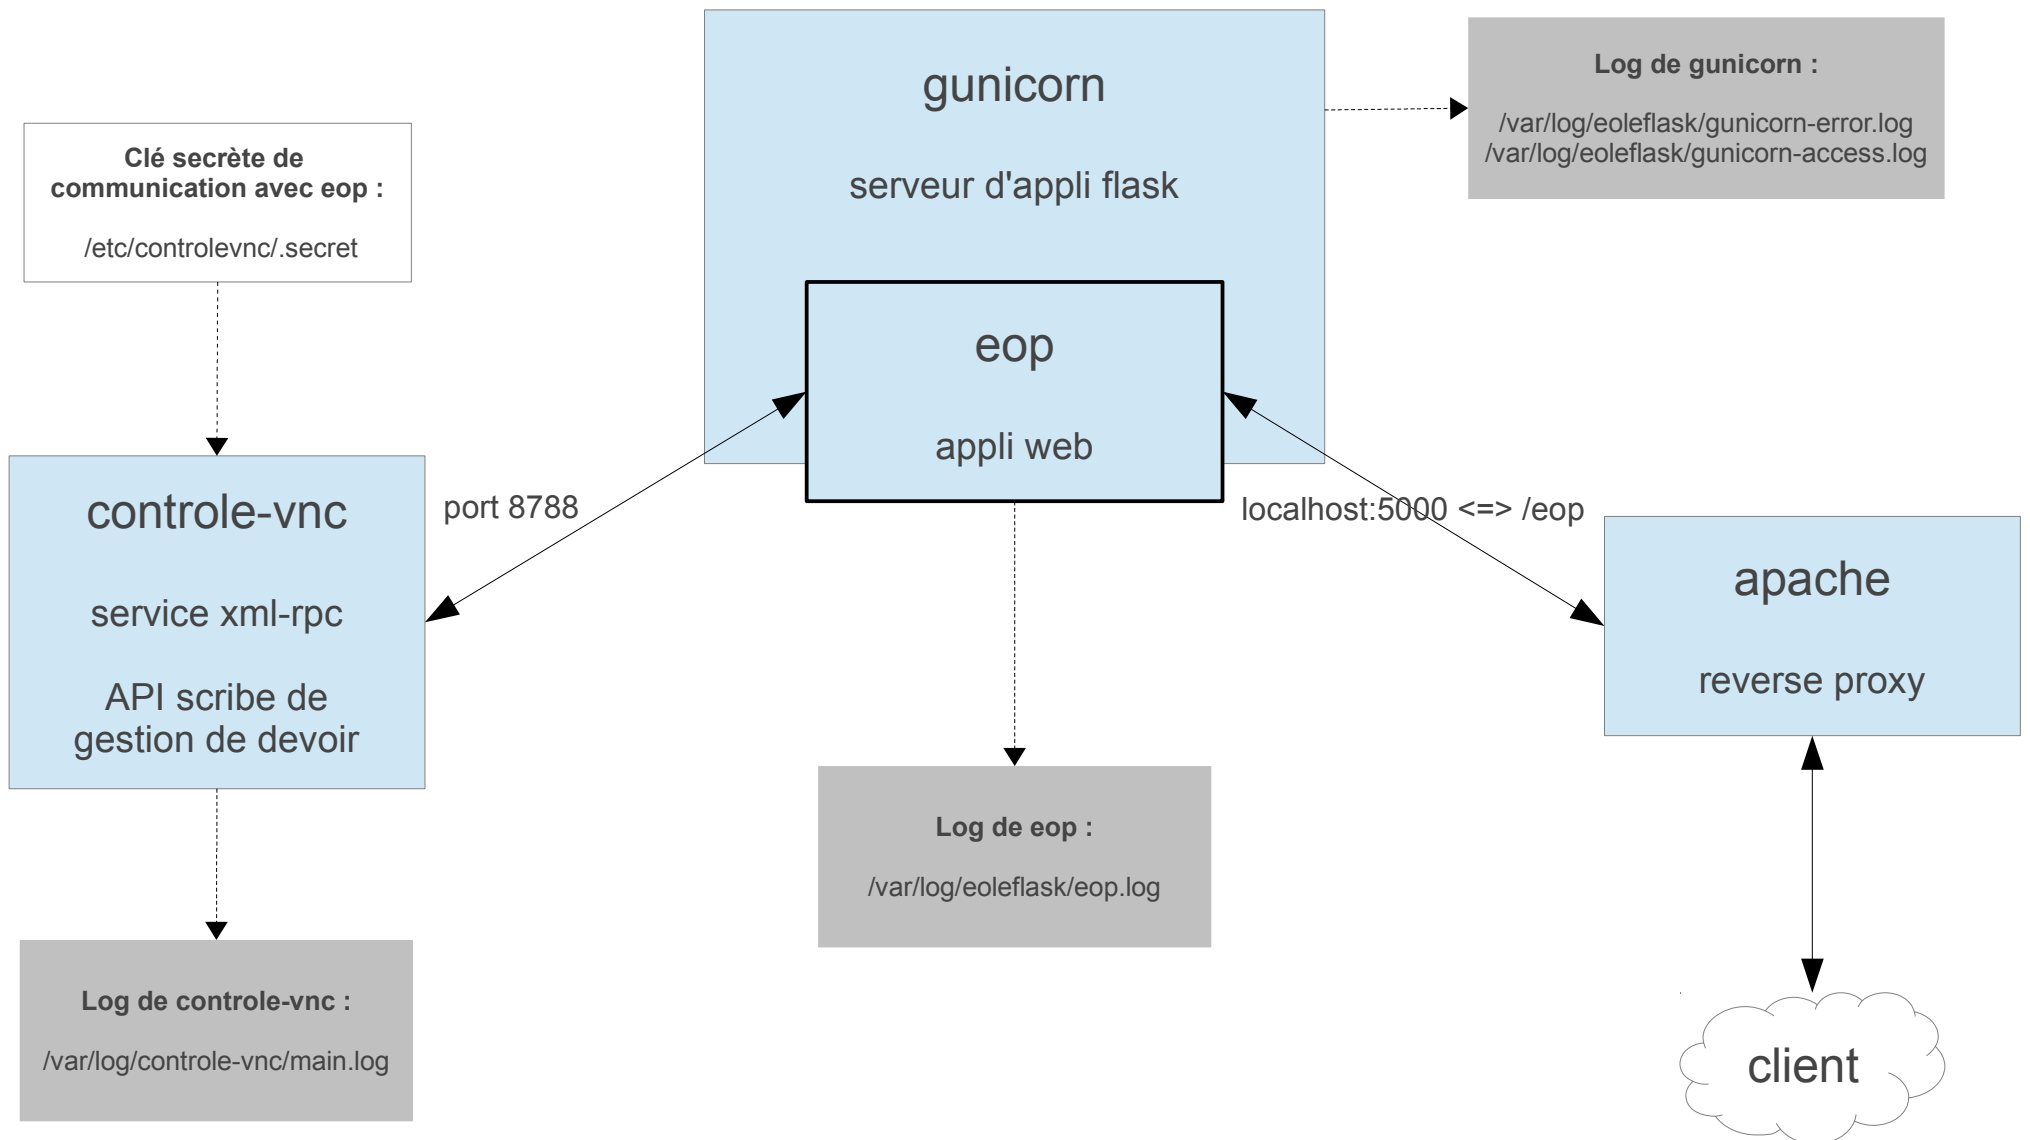 gunicorn
serveur d'appli flask
Log de gunicorn :
/var/log/eoleflask/gunicorn-error.log
/var/log/eoleflask/gunicorn-access.log
Clé secrète de
communication avec eop :
/etc/controlevnc/.secret
eop
appli web
controle-vnc
service xml-rpc
API scribe de
gestion de devoir
port 8788
localhost:5000 <=> /eop
apache
reverse proxy
Log de eop :
/var/log/eoleflask/eop.log
Log de controle-vnc :
/var/log/controle-vnc/main.log
client